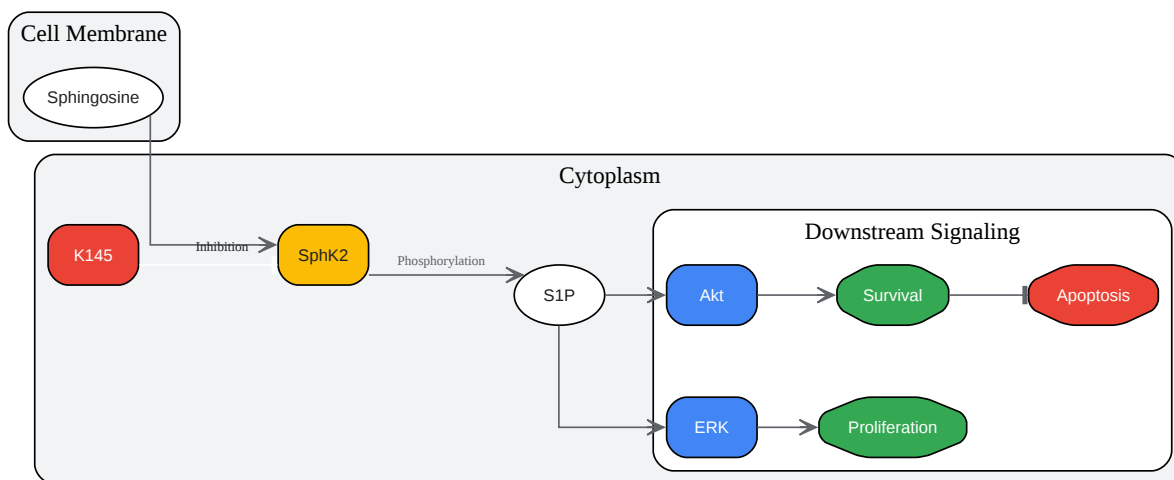 Cell Membrane
Sphingosine
Cytoplasm
Downstream Signaling
K145
Inhibition
SphK2
Phosphorylation
S1P
Akt
Survival
Apoptosis
ERK
Proliferation